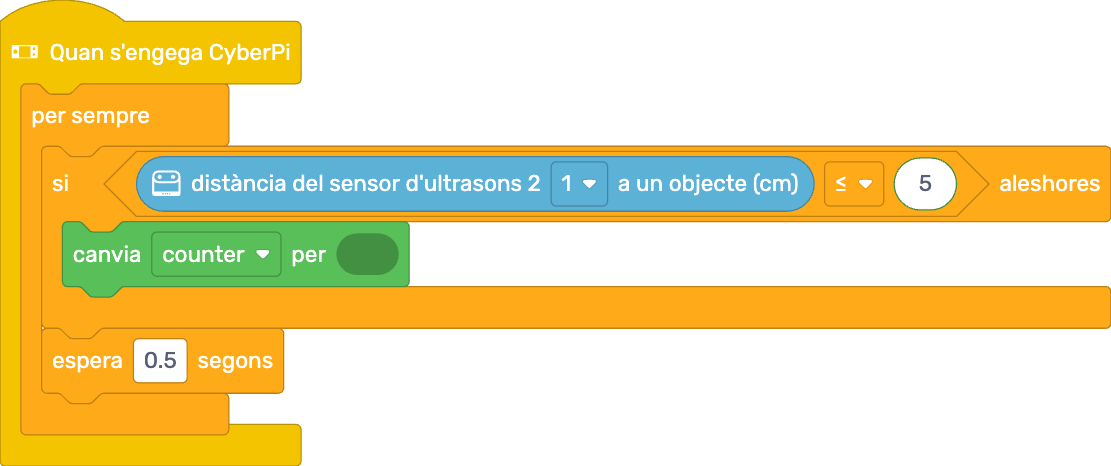 Quan s'engega CyberPi
per sempre
si distància del sensor d'ultrasons 2 1 a un objecte (cm) ≤ 5 aleshores
canvia counter per
espera 0.5 segons